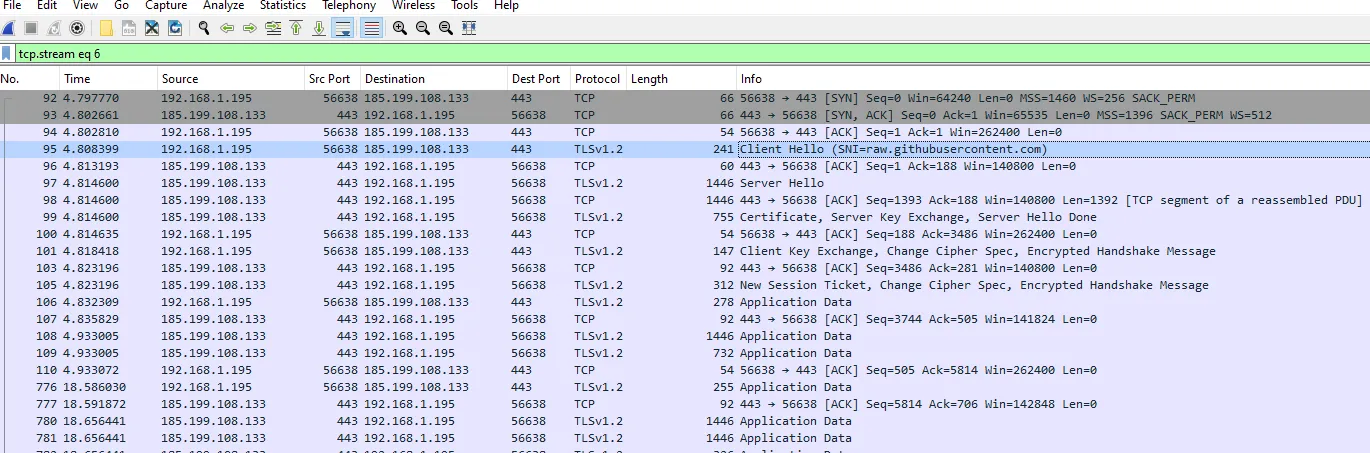 File Edit View Go Capture Analyze Statistics Telephony Wireless Tools Help
tcp.stream eq 6
No. Time Source Src Port Destination Dest Port Protocol Length Info
92 4.797770 192.168.1.195 56638 185.199.108.133 443 TCP 66 56638 → 443 [SYN] Seq=0 Win=64240 Len=0 MSS=1460 WS=256 SACK_PERM
93 4.802661 185.199.108.133 443 192.168.1.195 56638 TCP 66 443 → 56638 [SYN, ACK] Seq=0 Ack=1 Win=65535 Len=0 MSS=1396 SACK_PERM WS=512
94 4.802810 192.168.1.195 56638 185.199.108.133 443 TCP 54 56638 → 443 [ACK] Seq=1 Ack=1 Win=262400 Len=0
95 4.808399 192.168.1.195 56638 185.199.108.133 443 TLSv1.2 241 Client Hello (SNI=raw.githubusercontent.com)
96 4.813193 185.199.108.133 443 192.168.1.195 56638 TCP 60 443 → 56638 [ACK] Seq=1 Ack=188 Win=140800 Len=0
97 4.814600 185.199.108.133 443 192.168.1.195 56638 TLSv1.2 1446 Server Hello
98 4.814600 185.199.108.133 443 192.168.1.195 56638 TCP 1446 443 → 56638 [ACK] Seq=1393 Ack=188 Win=140800 Len=1392 [TCP segment of a reassembled PDU]
99 4.814600 185.199.108.133 443 192.168.1.195 56638 TLSv1.2 755 Certificate, Server Key Exchange, Server Hello Done
100 4.814635 192.168.1.195 56638 185.199.108.133 443 TCP 54 56638 → 443 [ACK] Seq=188 Ack=3486 Win=262400 Len=0
101 4.818418 192.168.1.195 56638 185.199.108.133 443 TLSv1.2 147 Client Key Exchange, Change Cipher Spec, Encrypted Handshake Message
103 4.823196 185.199.108.133 443 192.168.1.195 56638 TCP 92 443 → 56638 [ACK] Seq=3486 Ack=281 Win=140800 Len=0
105 4.823196 185.199.108.133 443 192.168.1.195 56638 TLSv1.2 312 New Session Ticket, Change Cipher Spec, Encrypted Handshake Message
106 4.832309 192.168.1.195 56638 185.199.108.133 443 TLSv1.2 278 Application Data
107 4.835829 185.199.108.133 443 192.168.1.195 56638 TCP 92 443 → 56638 [ACK] Seq=3744 Ack=505 Win=141824 Len=0
108 4.933005 185.199.108.133 443 192.168.1.195 56638 TLSv1.2 1446 Application Data
109 4.933005 185.199.108.133 443 192.168.1.195 56638 TLSv1.2 732 Application Data
110 4.933072 192.168.1.195 56638 185.199.108.133 443 TCP 54 56638 → 443 [ACK] Seq=505 Ack=5814 Win=262400 Len=0
776 18.586030 192.168.1.195 56638 185.199.108.133 443 TLSv1.2 255 Application Data
777 18.591872 185.199.108.133 443 192.168.1.195 56638 TCP 92 443 → 56638 [ACK] Seq=5814 Ack=706 Win=142848 Len=0
780 18.656441 185.199.108.133 443 192.168.1.195 56638 TLSv1.2 1446 Application Data
781 18.656441 185.199.108.133 443 192.168.1.195 56638 TLSv1.2 1446 Application Data